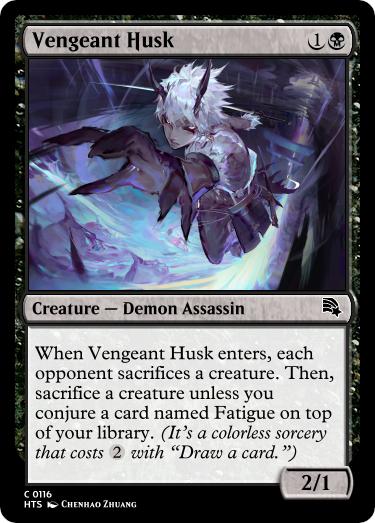 Vengeant Husk 1
Creature — Demon Assassin
When Vengeant Husk enters, each
opponent sacrifices a creature. Then,
sacrifice a creature unless you
conjure a card named Fatigue on top
of your library. (It's a colorless sorcery
that costs 2 with “Draw a card.”)
2/1
C 0116
HTS Chenhao Zhuang